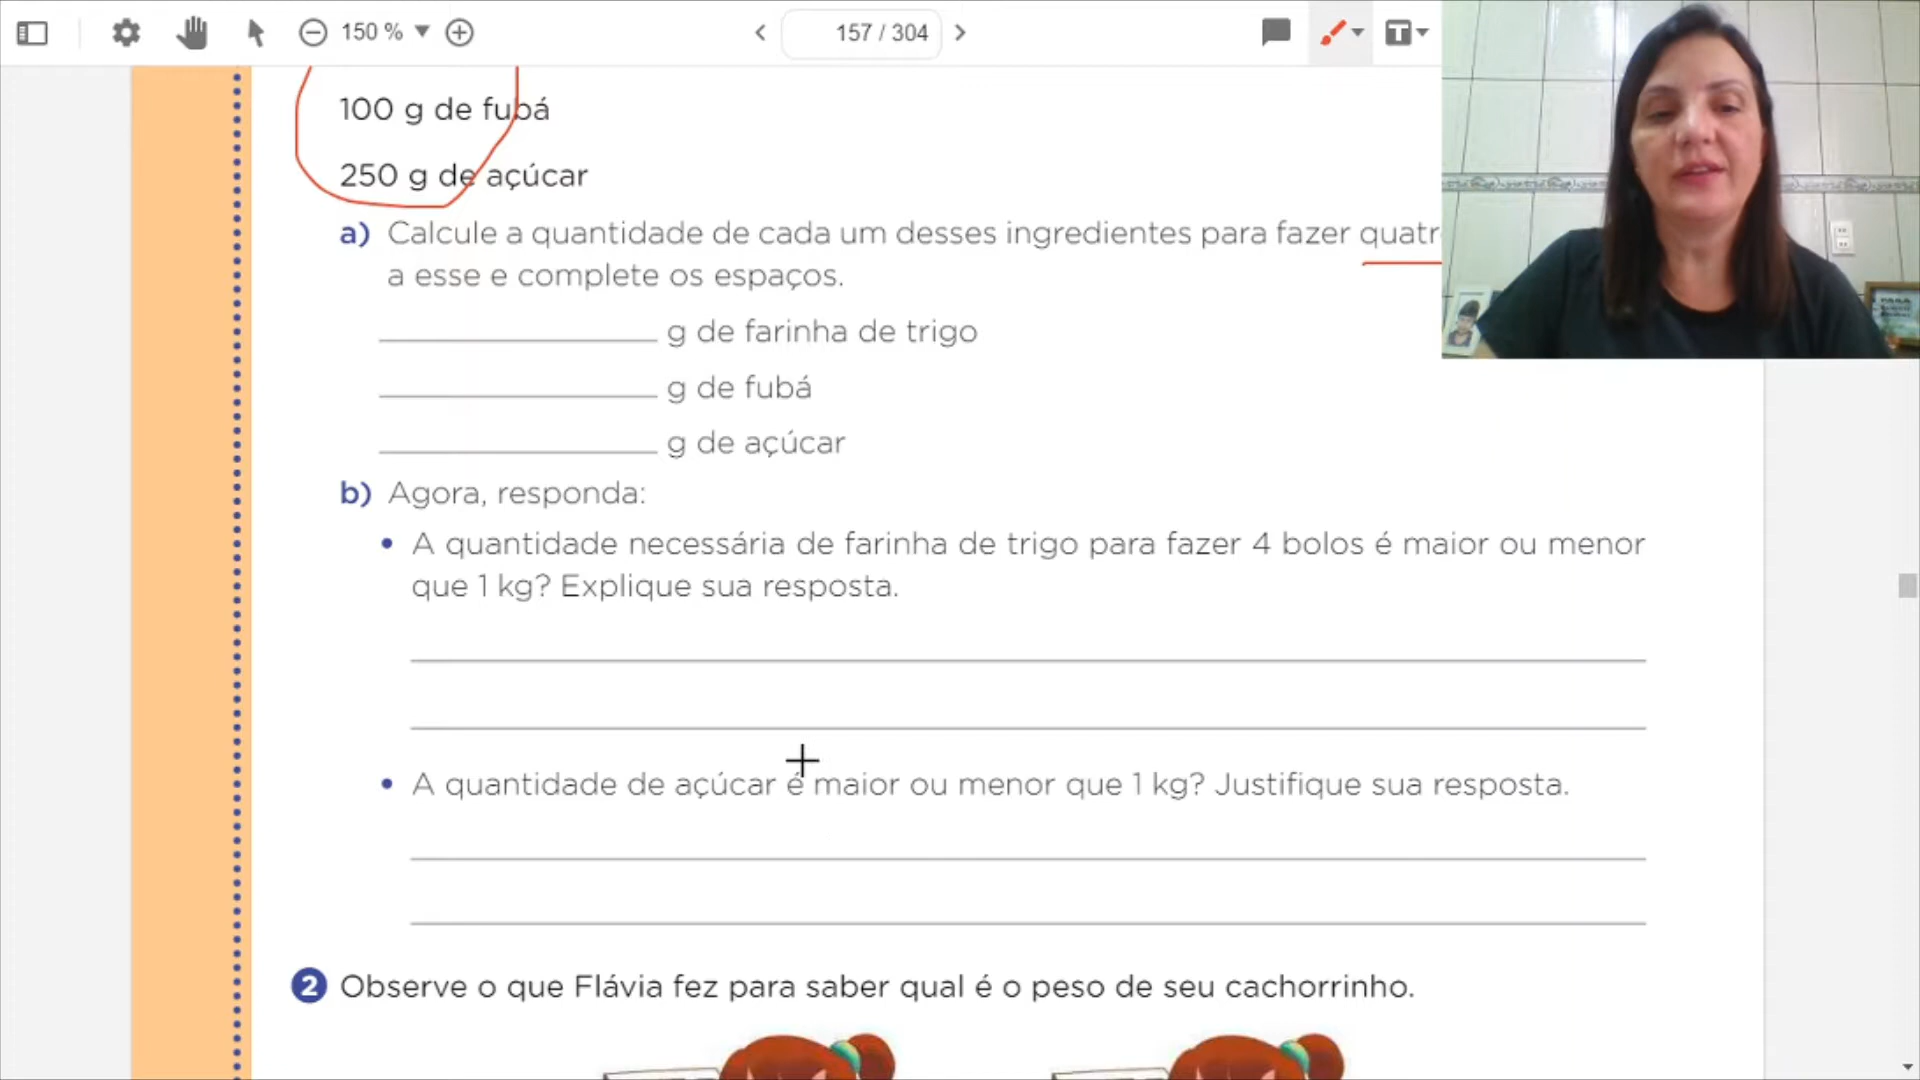 150 %
157 / 304
T
100 g de fubá
250 g de açúcar
a) Calcule a quantidade de cada um desses ingredientes para fazer quatr
a esse e complete os espaços.
g de farinha de trigo
g de fubá
g de açúcar
b) Agora, responda:
• A quantidade necessária de farinha de trigo para fazer 4 bolos é maior ou menor
que 1 kg? Explique sua resposta.
• A quantidade de açúcar é maior ou menor que 1 kg? Justifique sua resposta.
2 Observe o que Flávia fez para saber qual é o peso de seu cachorrinho.